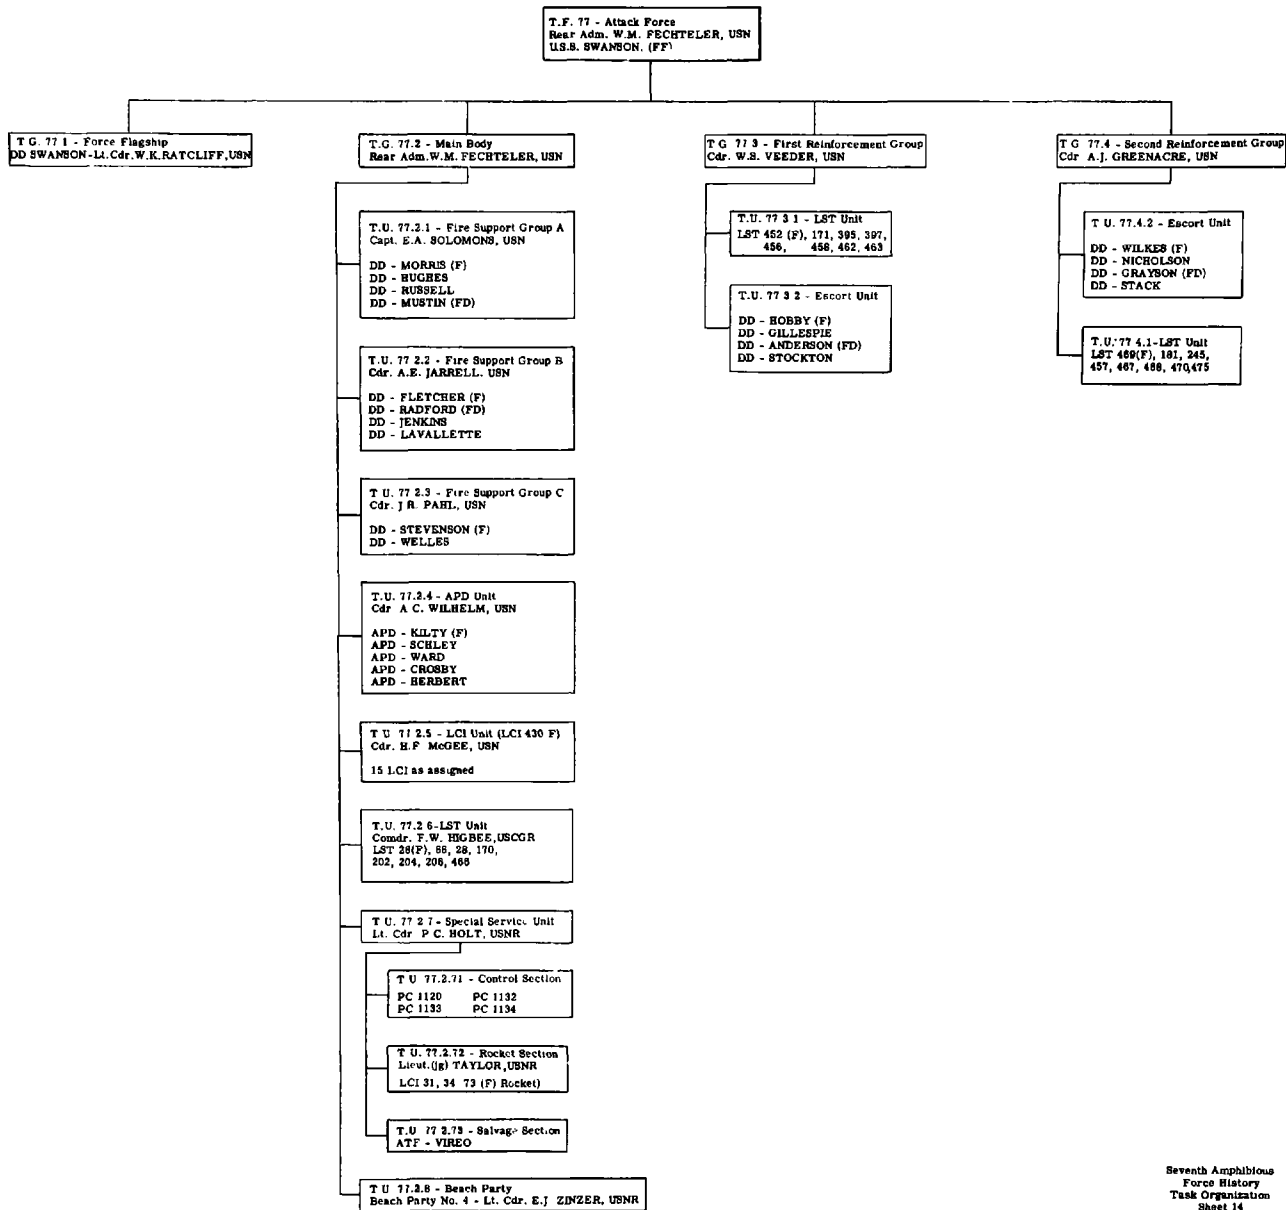 T.F. 77 - Attack Force
Rear Adm. W.M. FECHTELER, USN
U.S.S. SWANSON, (FF)
T G. 77 1 - Force Flagship
DD SWANSON-Lt.Cdr.W.K.RATCLIFF,USN
T.G. 77.2 - Main Body
Rear Adm.W.M. FECHTELER, USN
T.U. 77.2.1 - Fire Support Group A
Capt. E.A. SOLOMONS, USN
DD - MORRIS (F)
DD - HUGHES
DD - RUSSELL
DD - MUSTIN (FD)
T.U. 77 2.2 - Fire Support Group B
Cdr. A.E. JARRELL. USN
DD - FLETCHER (F)
DD - RADFORD (FD)
DD - JENKINS
DD - LAVALLETTE
T U. 77 2.3 - Fire Support Group C
Cdr. J R. PAHL, USN
DD - STEVENSON (F)
DD - WELLES
T.U. 77.2.4 - APD Unit
Cdr A C. WILHELM, USN
APD - KILTY (F)
APD - SCHLEY
APD - WARD
APD - CROSBY
APD - HERBERT
T U 77 2.5 - LCI Unit (LCI 430 F)
Cdr. H.F McGEE, USN
15 LCI as assigned
T.U. 77.2 6-LST Unit
Comdr. F.W. HIGBEE,USCGR
LST 26(F), 66, 28, 170,
202, 204, 206, 466
T U. 77 2 7 - Special Service Unit
Lt. Cdr P C. HOLT, USNR
T U 77.2.71 - Control Section
PC 1120 PC 1132
PC 1133 PC 1134
T U. 77.2.72 - Rocket Section
Lieut.(jg) TAYLOR,USNR
LCI 31, 34 73 (F) Rocket)
T.U 77 2.73 - Salvage Section
ATF - VIREO
T U 77.2.8 - Beach Party
Beach Party No. 4 - Lt. Cdr. E.J ZINZER, USNR
T G 77 3 - First Reinforcement Group
Cdr. W.S. VEEDER, USN
T.U. 77 3 1 - LST Unit
LST 452 (F), 171, 395, 397,
456, 458, 462, 463
T.U. 77 3 2 - Escort Unit
DD - HOBBY (F)
DD - GILLESPIE
DD - ANDERSON (FD)
DD - STOCKTON
T G 77.4 - Second Reinforcement Group
Cdr A.J. GREENACRE, USN
T U. 77.4.2 - Escort Unit
DD - WILKES (F)
DD - NICHOLSON
DD - GRAYSON (FD)
DD - STACK
T.U. 77 4.1-LST Unit
LST 469(F), 181, 245,
457, 467, 468, 470,475
Seventh Amphibious
Force History
Task Organization
Sheet 14